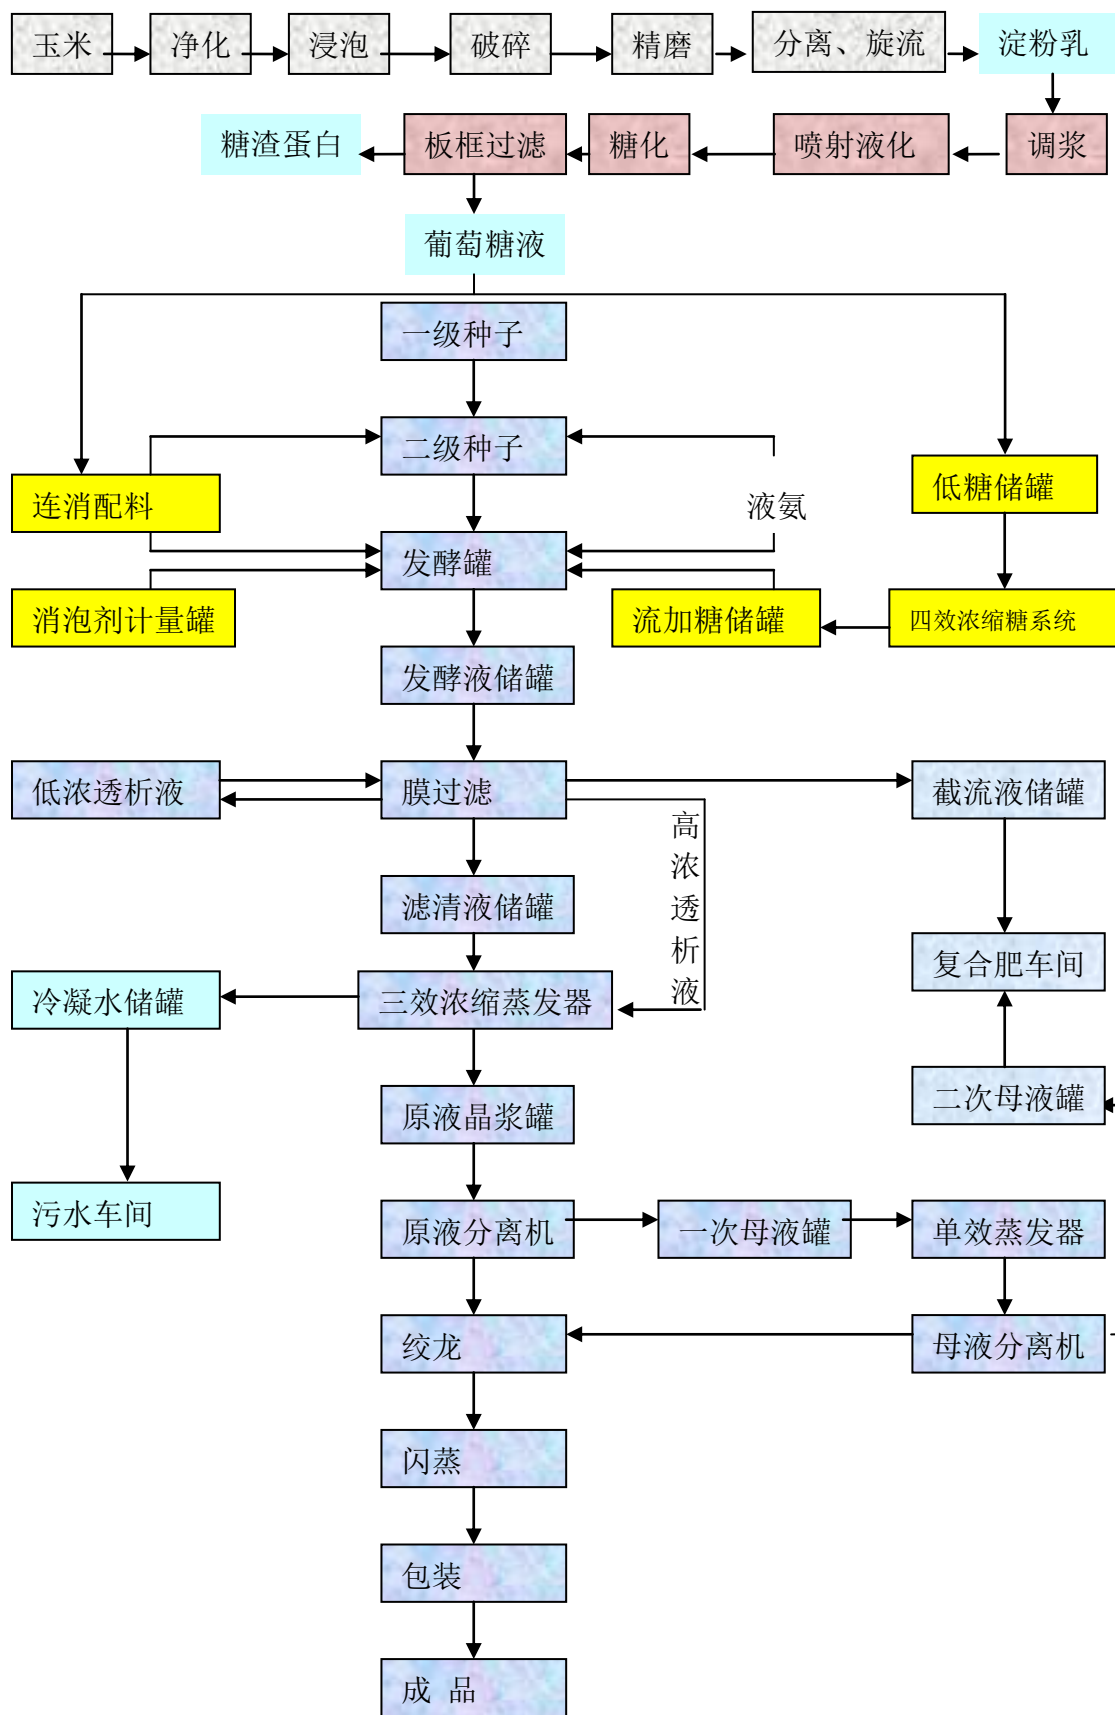 玉米 净化 浸泡 破碎 精磨 分离、旋流 淀粉乳
糖渣蛋白 板框过滤 糖化 喷射液化 调浆
葡萄糖液
一级种子
二级种子
连消配料 低糖储罐
液氨
发酵罐
消泡剂计量罐 流加糖储罐 四效浓缩糖系统
发酵液储罐
低浓透析液 膜过滤 截流液储罐
高浓透析液
滤清液储罐
复合肥车间
冷凝水储罐 三效浓缩蒸发器
原液晶浆罐 二次母液罐
污水车间 原液分离机 一次母液罐 单效蒸发器
绞龙 母液分离机
闪蒸
包装
成 品